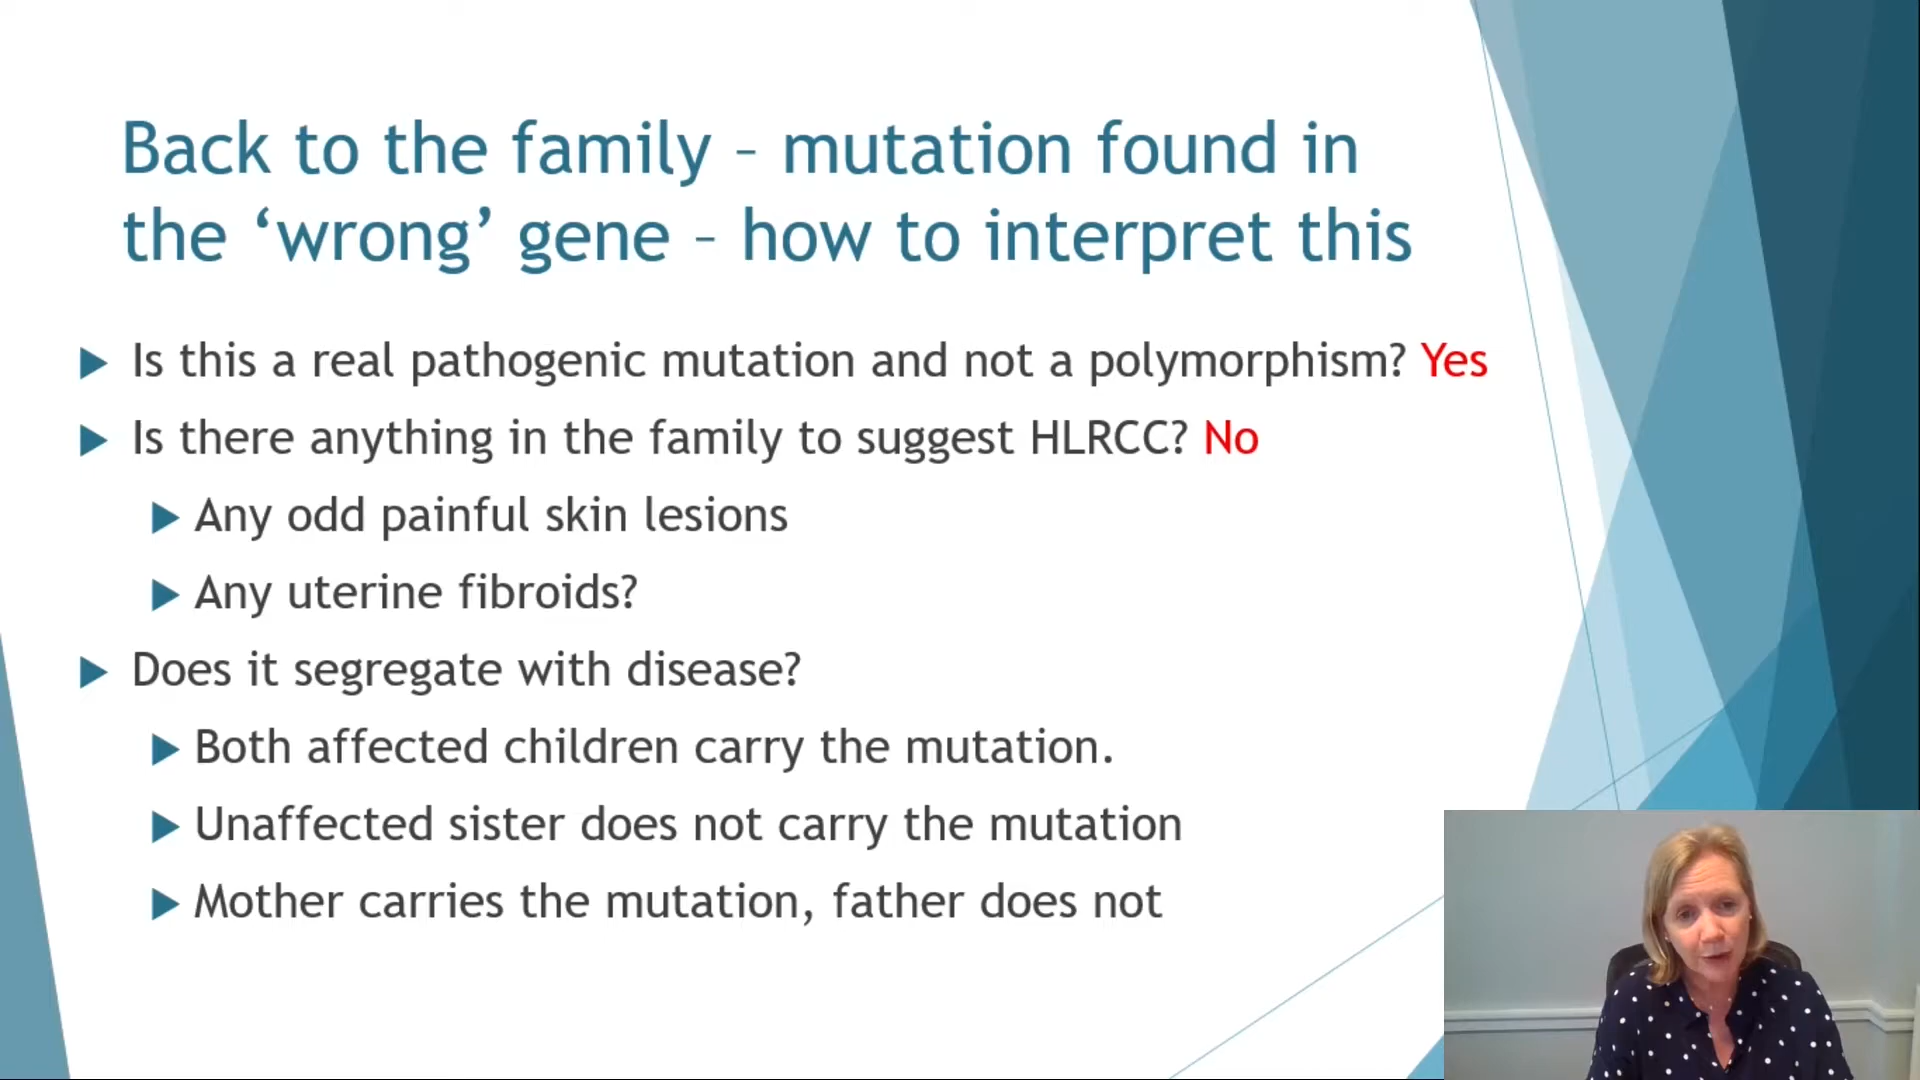 Back to the family – mutation found in
the ‘wrong’ gene – how to interpret this
Is this a real pathogenic mutation and not a polymorphism? Yes
Is there anything in the family to suggest HLRCC? No
Any odd painful skin lesions
Any uterine fibroids?
Does it segregate with disease?
Both affected children carry the mutation.
Unaffected sister does not carry the mutation
Mother carries the mutation, father does not